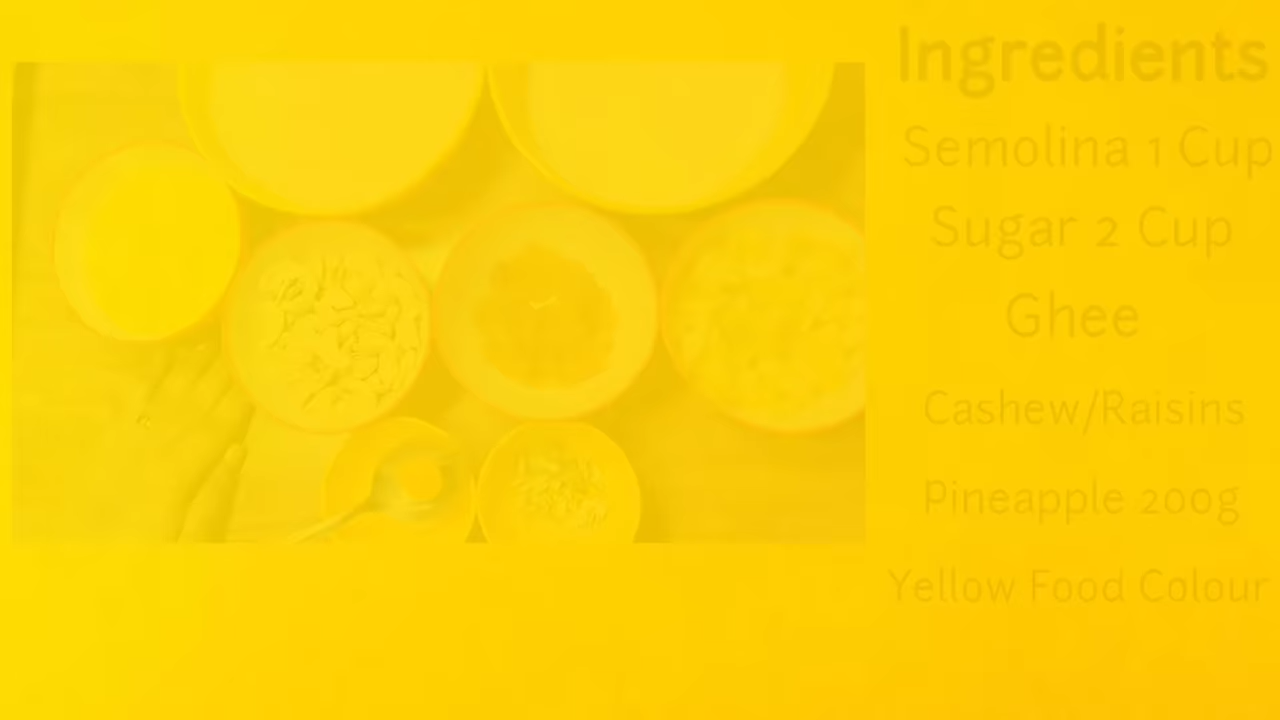 Ingredients
Semolina 1 Cup
Sugar 2 Cup
Ghee
Cashew/Raisins
Pineapple 200g
Yellow Food Colour